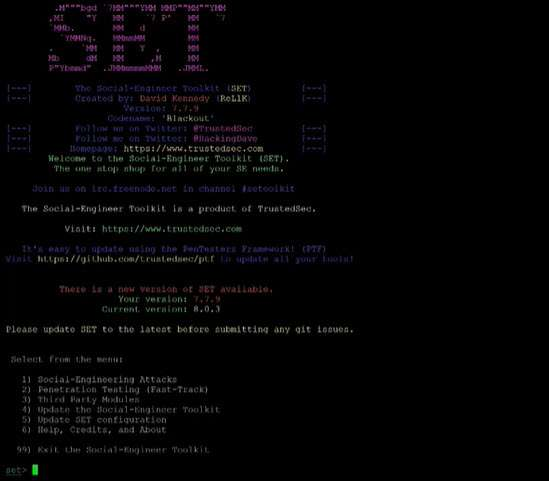 .M"""bgd `7MM"""YMM MMP""MM""YMM
,MI    "Y   MM    `7 P'   MM   `7
`MMb.       MM   d        MM
  `YMMNq.   MMmmMM        MM
.     `MM   MM   Y  ,     MM
Mb     dM   MM     ,M     MM
P"Ybmmd"  .JMMmmmmMMM   .JMML.
[---]        The Social-Engineer Toolkit (SET)         [---]
[---]        Created by: David Kennedy (ReL1K)         [---]
Version: 7.7.9
Codename: 'Blackout'
[---]        Follow me on Twitter: @TrustedSec         [---]
[---]        Follow me on Twitter: @HackingDave        [---]
[---]       Homepage: https://www.trustedsec.com       [---]
Welcome to the Social-Engineer Toolkit (SET).
The one stop shop for all of your SE needs.
Join us on irc.freenode.net in channel #setoolkit
The Social-Engineer Toolkit is a product of TrustedSec.
Visit: https://www.trustedsec.com
It's easy to update using the PenTesters Framework! (PTF)
Visit https://github.com/trustedsec/ptf to update all your tools!
There is a new version of SET available.
Your version: 7.7.9
Current version: 8.0.3
Please update SET to the latest before submitting any git issues.
Select from the menu:
1) Social-Engineering Attacks
2) Penetration Testing (Fast-Track)
3) Third Party Modules
4) Update the Social-Engineer Toolkit
5) Update SET configuration
6) Help, Credits, and About
99) Exit the Social-Engineer Toolkit
set>